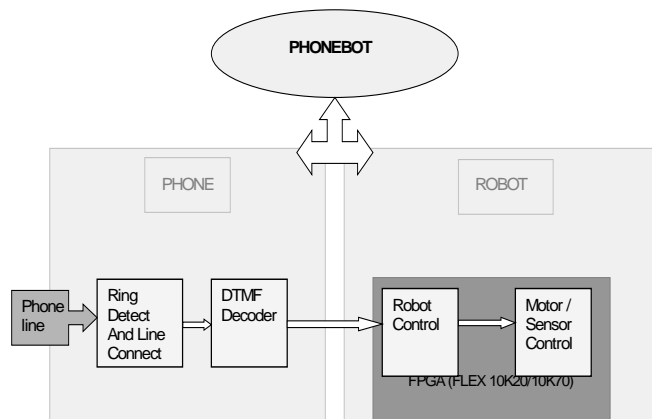 PHONEBOT
PHONE
ROBOT
Phone
line
Ring
Detect
And Line
Connect
DTMF
Decoder
Robot
Control
Motor /
Sensor
Control
FPGA (FLEX 10K20/10K70)